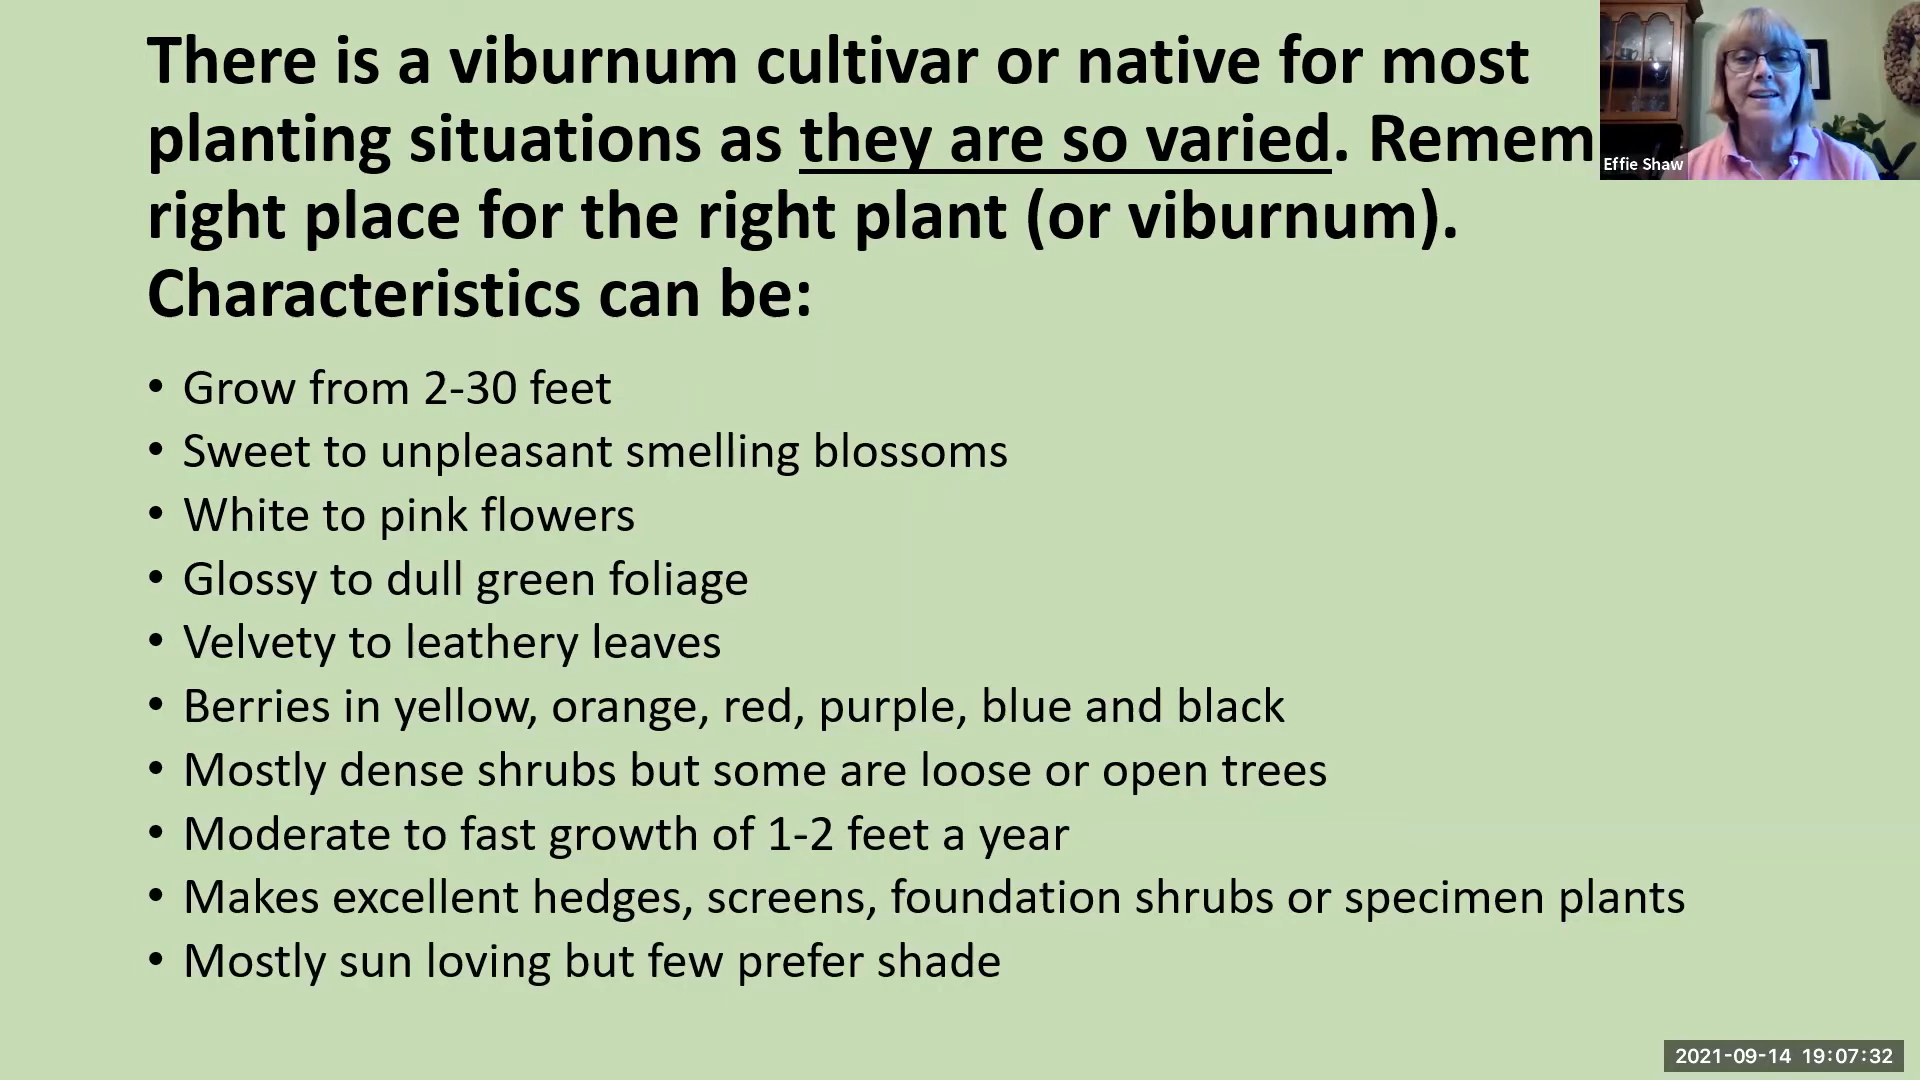 There is a viburnum cultivar or native for most
planting situations as they are so varied. Remem
right place for the right plant (or viburnum).
Characteristics can be:
• Grow from 2-30 feet
• Sweet to unpleasant smelling blossoms
• White to pink flowers
• Glossy to dull green foliage
• Velvety to leathery leaves
• Berries in yellow, orange, red, purple, blue and black
• Mostly dense shrubs but some are loose or open trees
• Moderate to fast growth of 1-2 feet a year
• Makes excellent hedges, screens, foundation shrubs or specimen plants
• Mostly sun loving but few prefer shade
Effie Shaw
2021-09-14 19:07:32